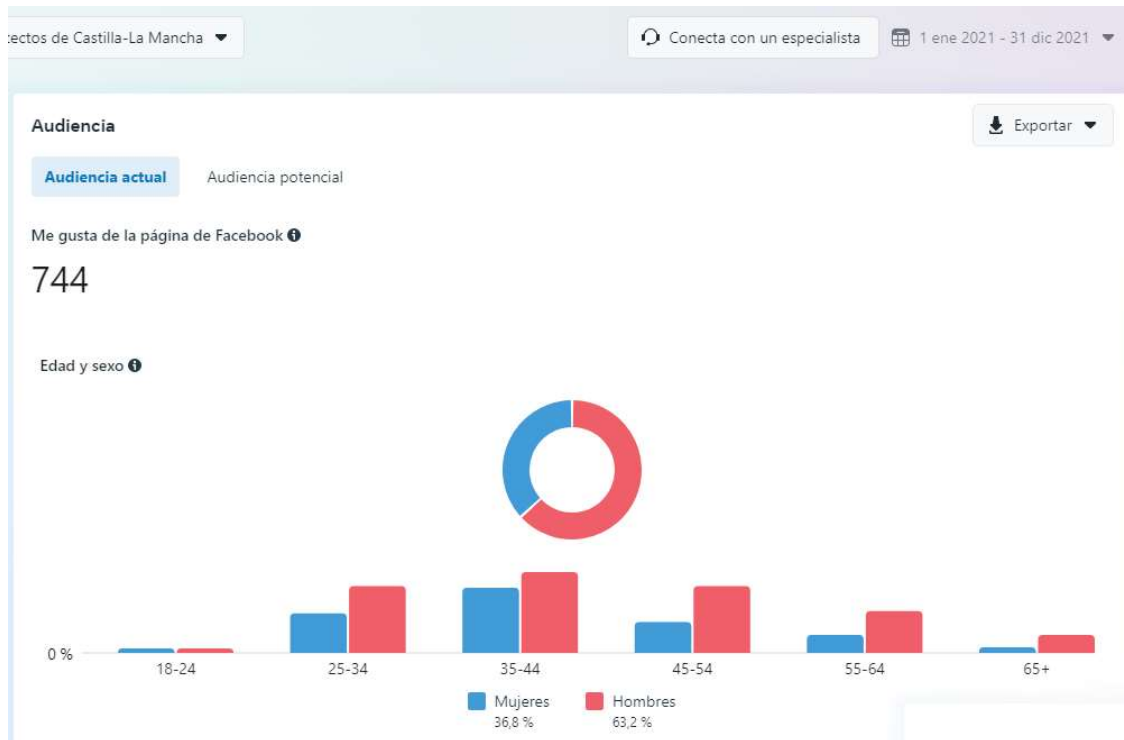 tectos de Castilla-La Mancha
Conecta con un especialista
1 ene 2021 - 31 dic 2021
Audiencia
Exportar
Audiencia actual
Audiencia potencial
Me gusta de la página de Facebook
744
Edad y sexo
0 %
18-24
25-34
35-44
45-54
55-64
65+
Mujeres
Hombres
36,8 %
63,2 %